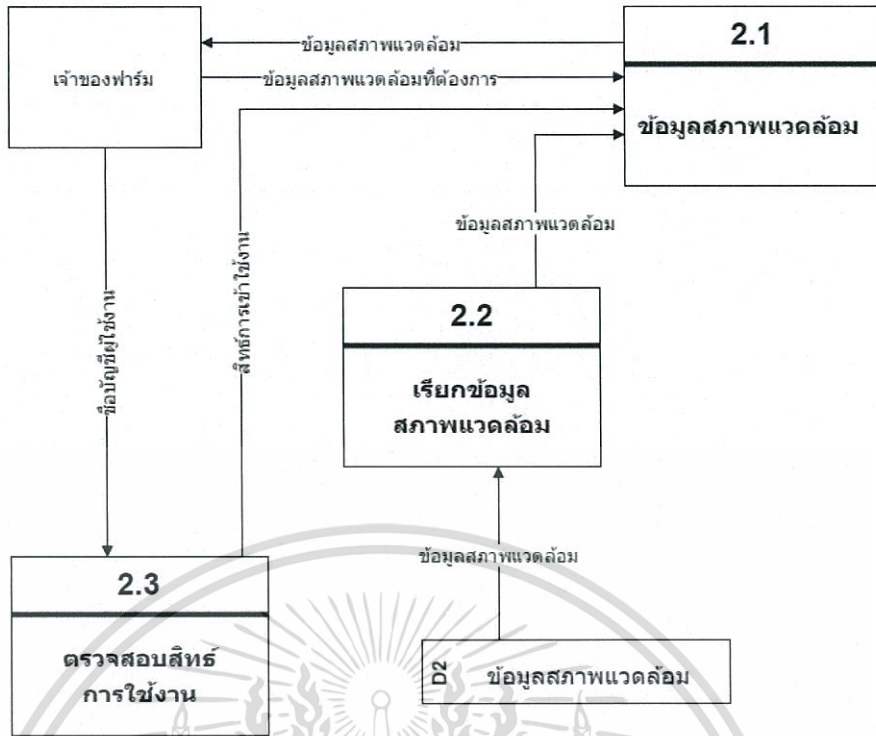 ข้อมูลสภาพแวดล้อม
2.1
เจ้าของฟาร์ม
ข้อมูลสภาพแวดล้อมที่ต้องการ
ข้อมูลสภาพแวดล้อม
ข้อมูลสภาพแวดล้อม
ชื่อบัญชีผู้ใช้งาน
สิทธ์การเข้าใช้งาน
2.2
เรียกข้อมูล
สภาพแวดล้อม
ข้อมูลสภาพแวดล้อม
2.3
ตรวจสอบสิทธ์
การใช้งาน
D2
ข้อมูลสภาพแวดล้อม